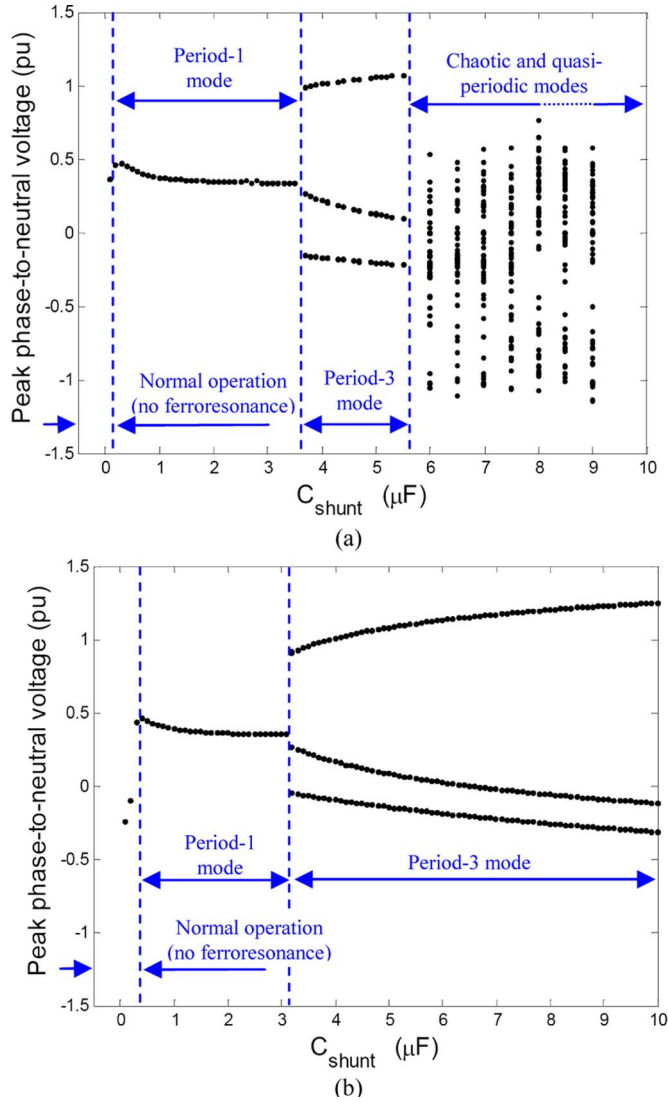 1.5
Period-1
mode
Chaotic and quasi-
periodic modes
1
0.5
0
-0.5
-1
-1.5
Peak phase-to-neutral voltage (pu)
Normal operation
(no ferroresonance)
Period-3
mode
0 1 2 3 4 5 6 7 8 9 10
C_shunt (μF)
(a)
1.5
1
0.5
0
-0.5
-1
-1.5
Peak phase-to-neutral voltage (pu)
Period-1
mode
Period-3 mode
Normal operation
(no ferroresonance)
0 1 2 3 4 5 6 7 8 9 10
C_shunt (μF)
(b)